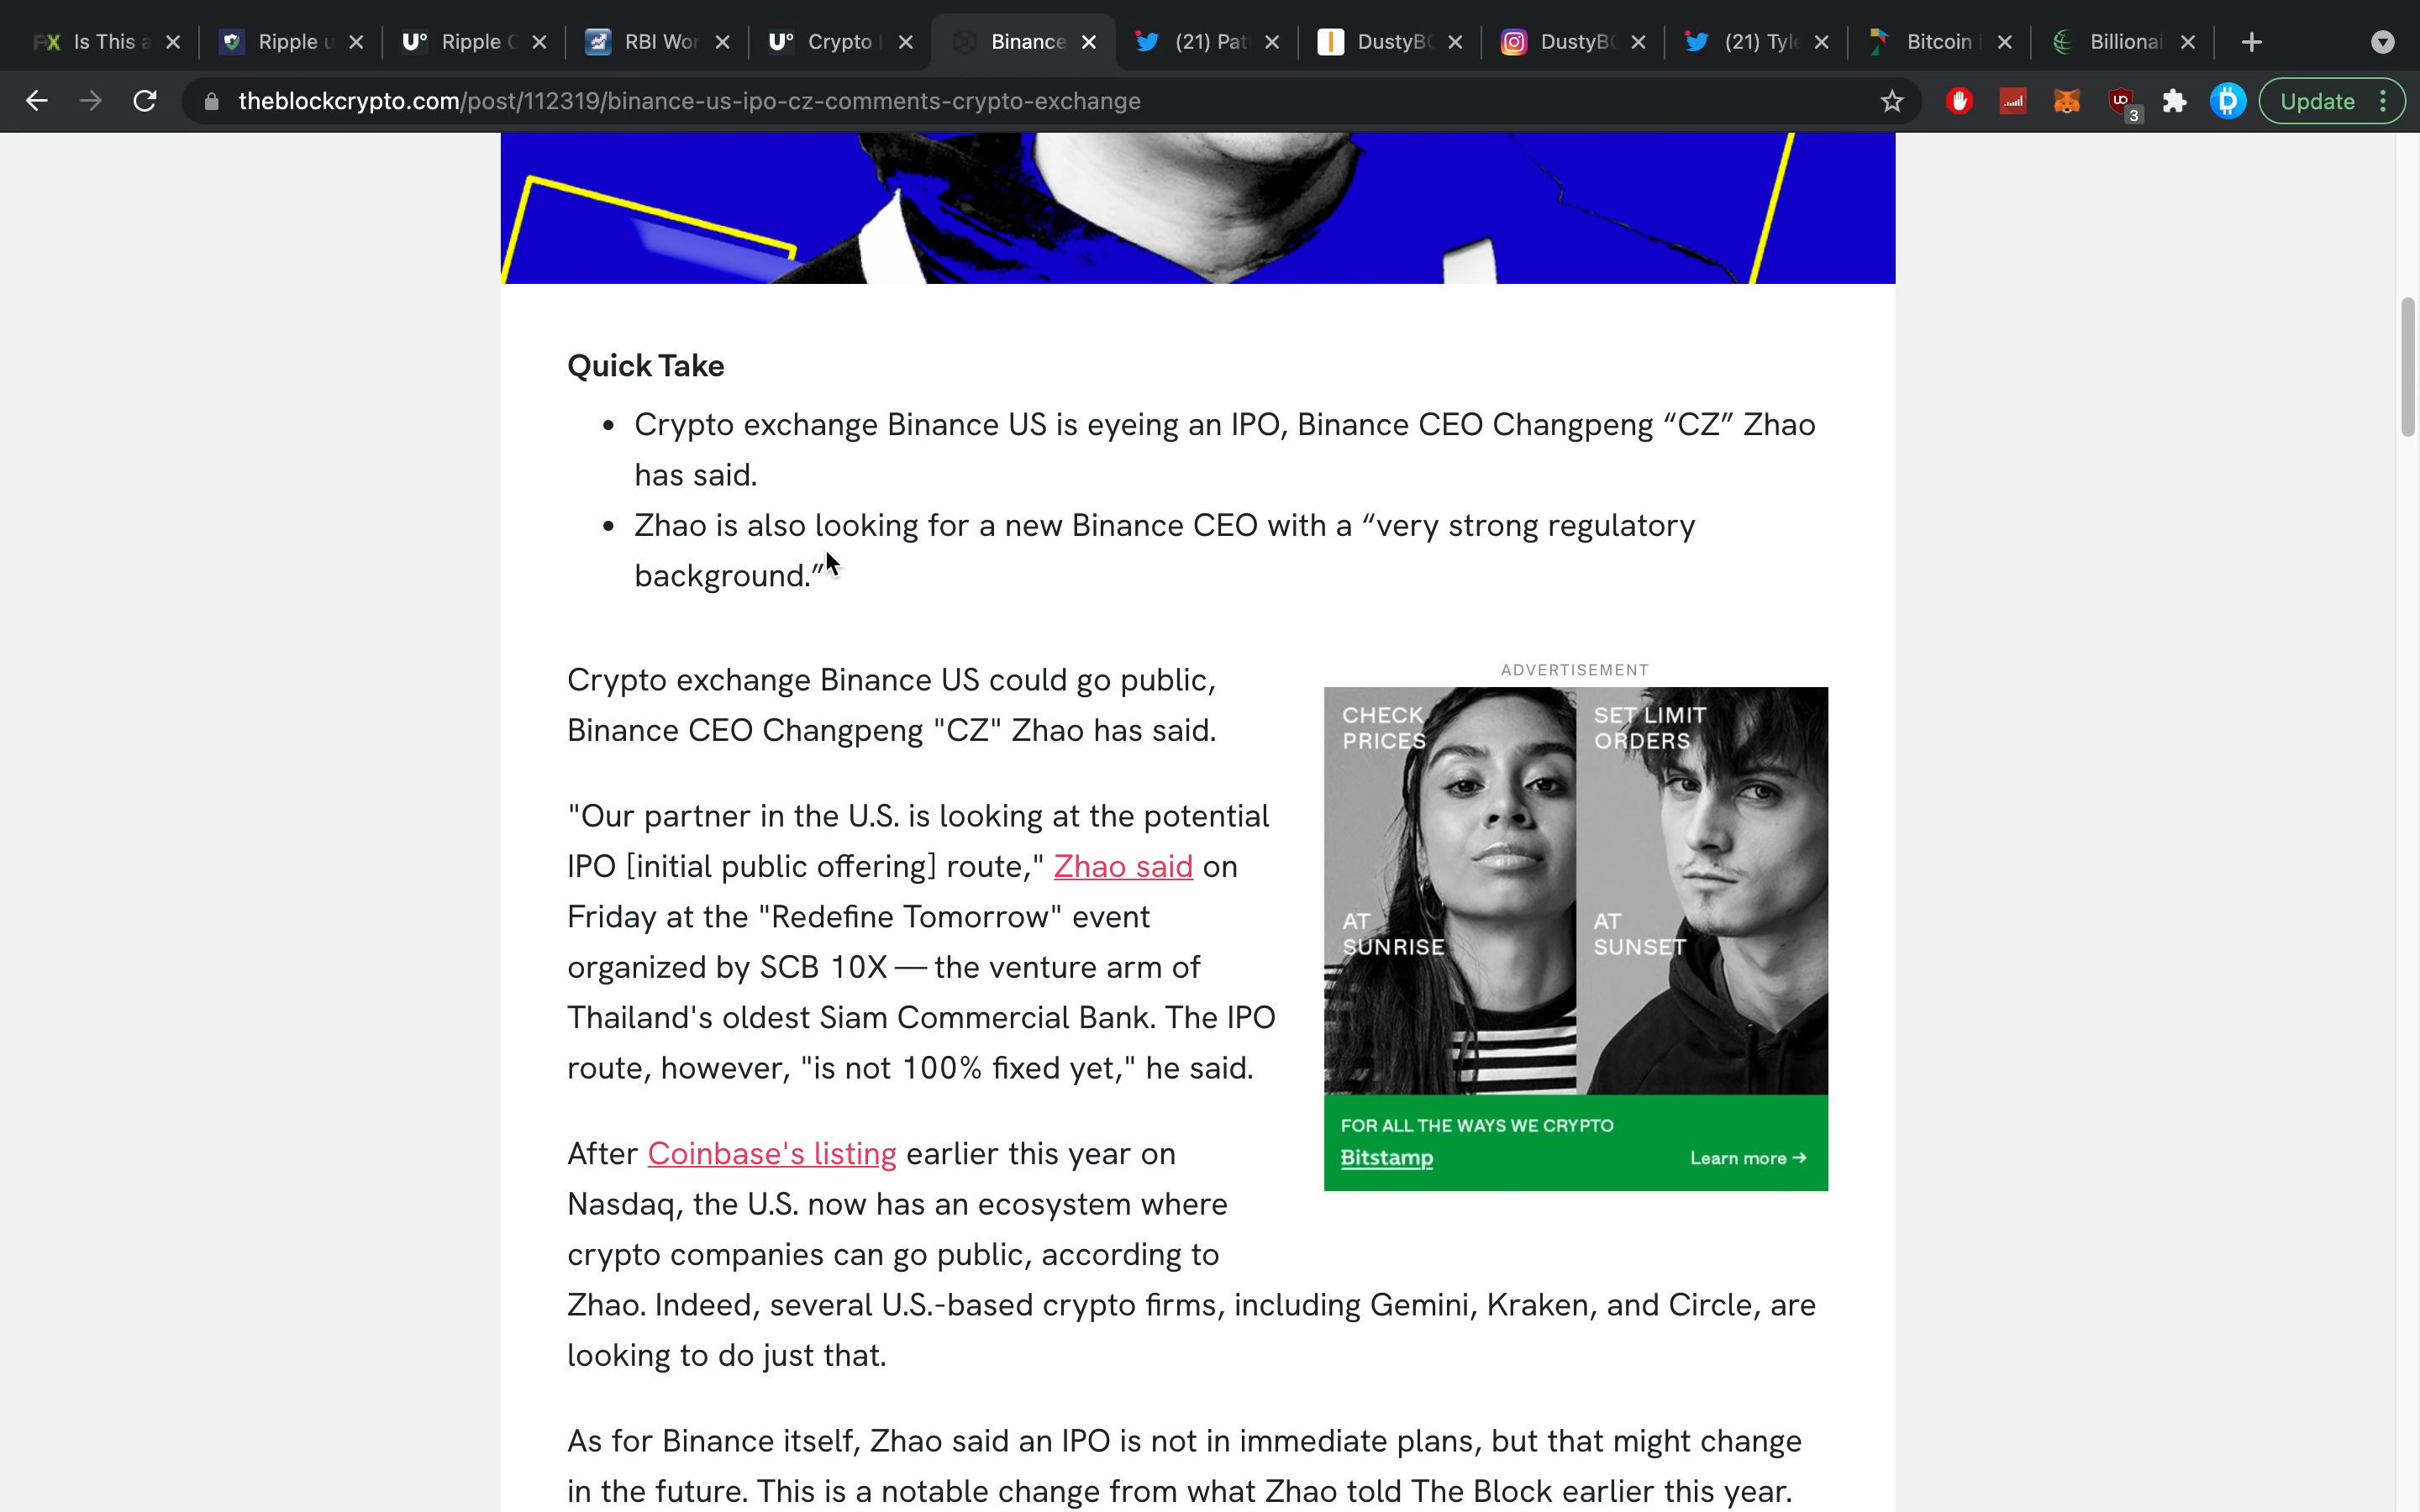 Is This a
Ripple u
Ripple C
RBI Wor
Crypto
Binance
(21) Pat
DustyBC
DustyBC
(21) Tyle
Bitcoin i
Billionai
theblockcrypto.com/post/112319/binance-us-ipo-cz-comments-crypto-exchange
3
Update
Quick Take
• Crypto exchange Binance US is eyeing an IPO, Binance CEO Changpeng “CZ” Zhao
has said.
• Zhao is also looking for a new Binance CEO with a “very strong regulatory
background.”
Crypto exchange Binance US could go public,
Binance CEO Changpeng "CZ" Zhao has said.
"Our partner in the U.S. is looking at the potential
IPO [initial public offering] route," Zhao said on
Friday at the "Redefine Tomorrow" event
organized by SCB 10X — the venture arm of
Thailand's oldest Siam Commercial Bank. The IPO
route, however, "is not 100% fixed yet," he said.
ADVERTISEMENT
CHECK
PRICES
AT
SUNRISE
SET LIMIT
ORDERS
AT
SUNSET
FOR ALL THE WAYS WE CRYPTO
Bitstamp
Learn more →
After Coinbase's listing earlier this year on
Nasdaq, the U.S. now has an ecosystem where
crypto companies can go public, according to
Zhao. Indeed, several U.S.-based crypto firms, including Gemini, Kraken, and Circle, are
looking to do just that.
As for Binance itself, Zhao said an IPO is not in immediate plans, but that might change
in the future. This is a notable change from what Zhao told The Block earlier this year.